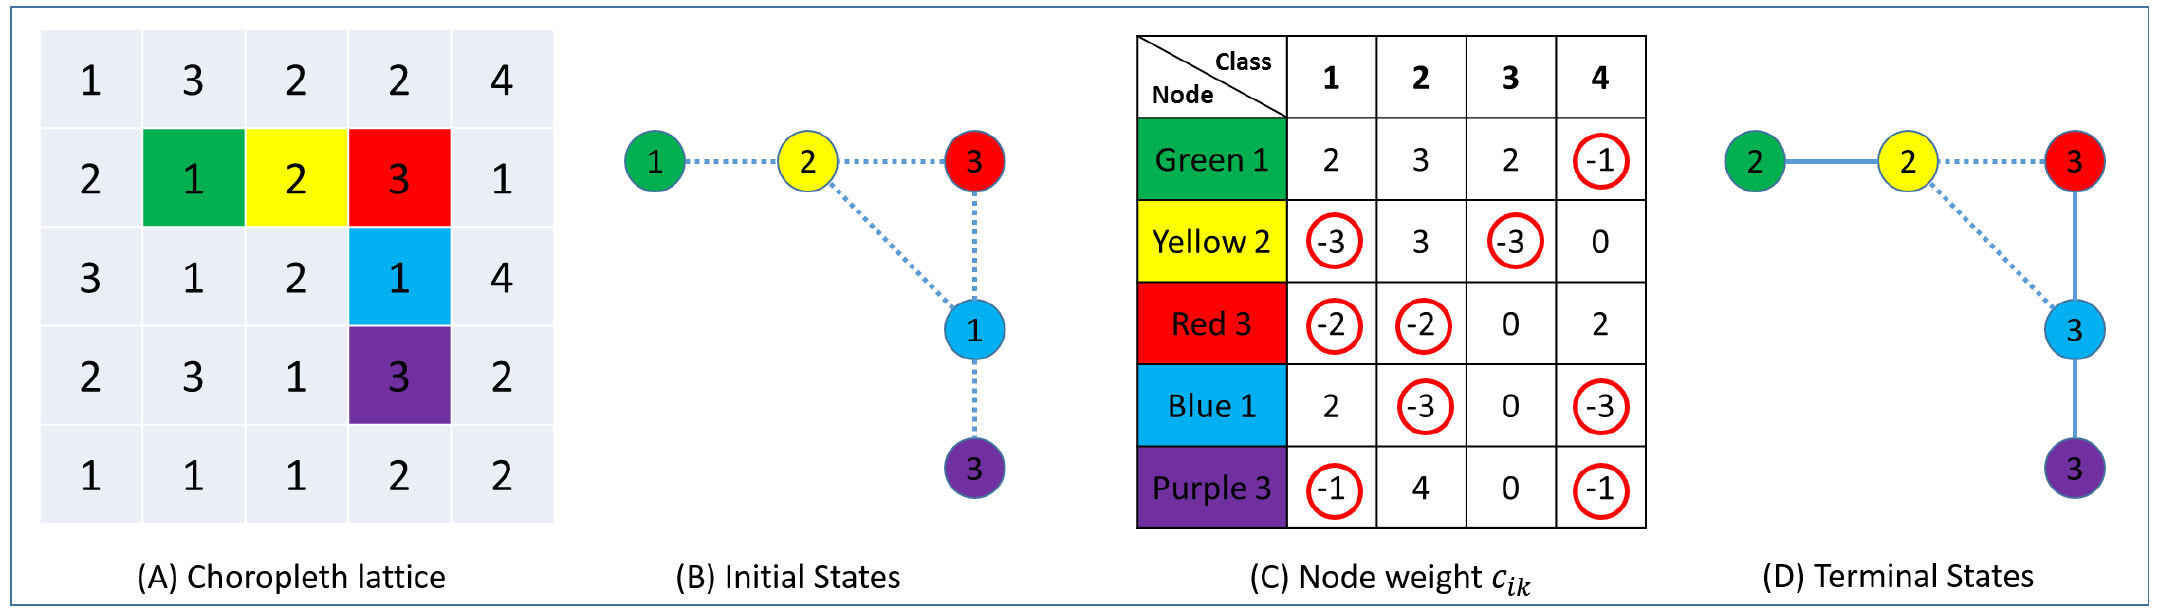 1 3 2 2 4
2 1 2 3 1
3 1 2 1 4
2 3 1 3 2
1 1 1 2 2
(A) Choropleth lattice
1 2 3
1
3
(B) Initial States
Class
Node
1 2 3 4
Green 1 2 3 2 -1
Yellow 2 -3 3 -3 0
Red 3 -2 -2 0 2
Blue 1 2 -3 0 -3
Purple 3 -1 4 0 -1
(C) Node weight c_{ik}
2 2 3
3
3
(D) Terminal States